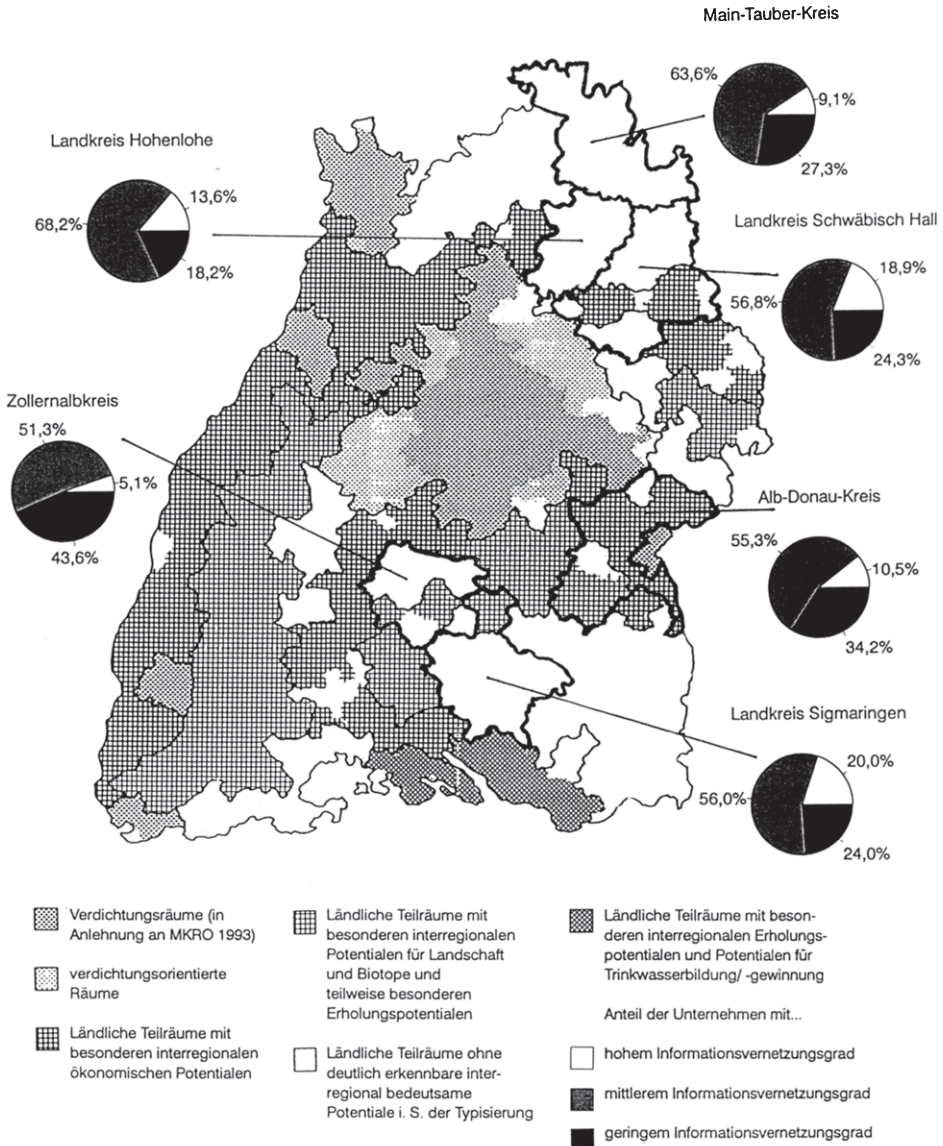 Main-Tauber-Kreis
63,6%
9,1%
27,3%
Landkreis Hohenlohe
13,6%
68,2%
18,2%
Landkreis Schwäbisch Hall
18,9%
56,8%
24,3%
Zollernalbkreis
51,3%
5,1%
43,6%
Alb-Donau-Kreis
55,3%
10,5%
34,2%
Landkreis Sigmaringen
20,0%
56,0%
24,0%
Verdichtungsräume (in
Anlehnung an MKRO 1993)
verdichtungsorientierte
Räume
Ländliche Teilräume mit
besonderen interregionalen
ökonomischen Potentialen
Ländliche Teilräume mit
besonderen interregionalen
Potentialen für Landschaft
und Biotope und
teilweise besonderen
Erholungspotentialen
Ländliche Teilräume ohne
deutlich erkennbare inter-
regional bedeutsame
Potentiale i. S. der Typisierung
Ländliche Teilräume mit beson-
deren interregionalen Erholungs-
potentialen und Potentialen für
Trinkwasserbildung/ -gewinnung
Anteil der Unternehmen mit...
hohem Informationsvernetzungsgrad
mittlerem Informationsvernetzungsgrad
geringem Informationsvernetzungsgrad